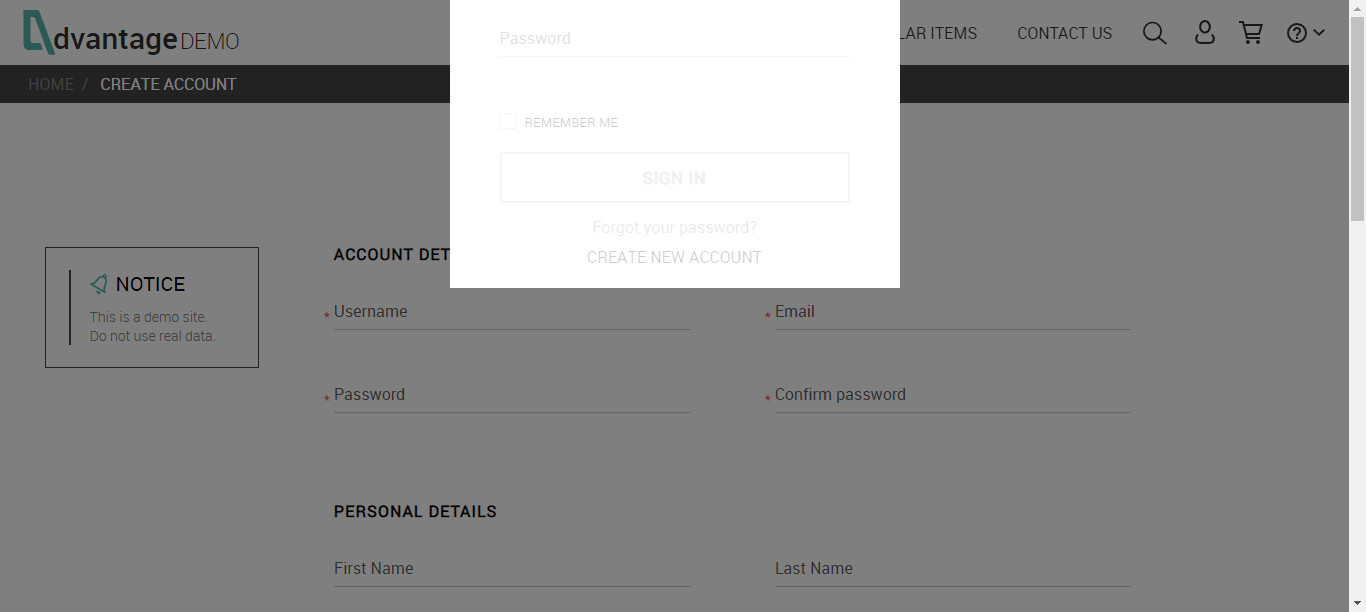 dvantage DEMO
LAR ITEMS
CONTACT US
HOME / CREATE ACCOUNT
Password
REMEMBER ME
SIGN IN
Forgot your password?
CREATE NEW ACCOUNT
NOTICE
This is a demo site.
Do not use real data.
ACCOUNT DET
* Username
* Email
* Password
* Confirm password
PERSONAL DETAILS
First Name
Last Name